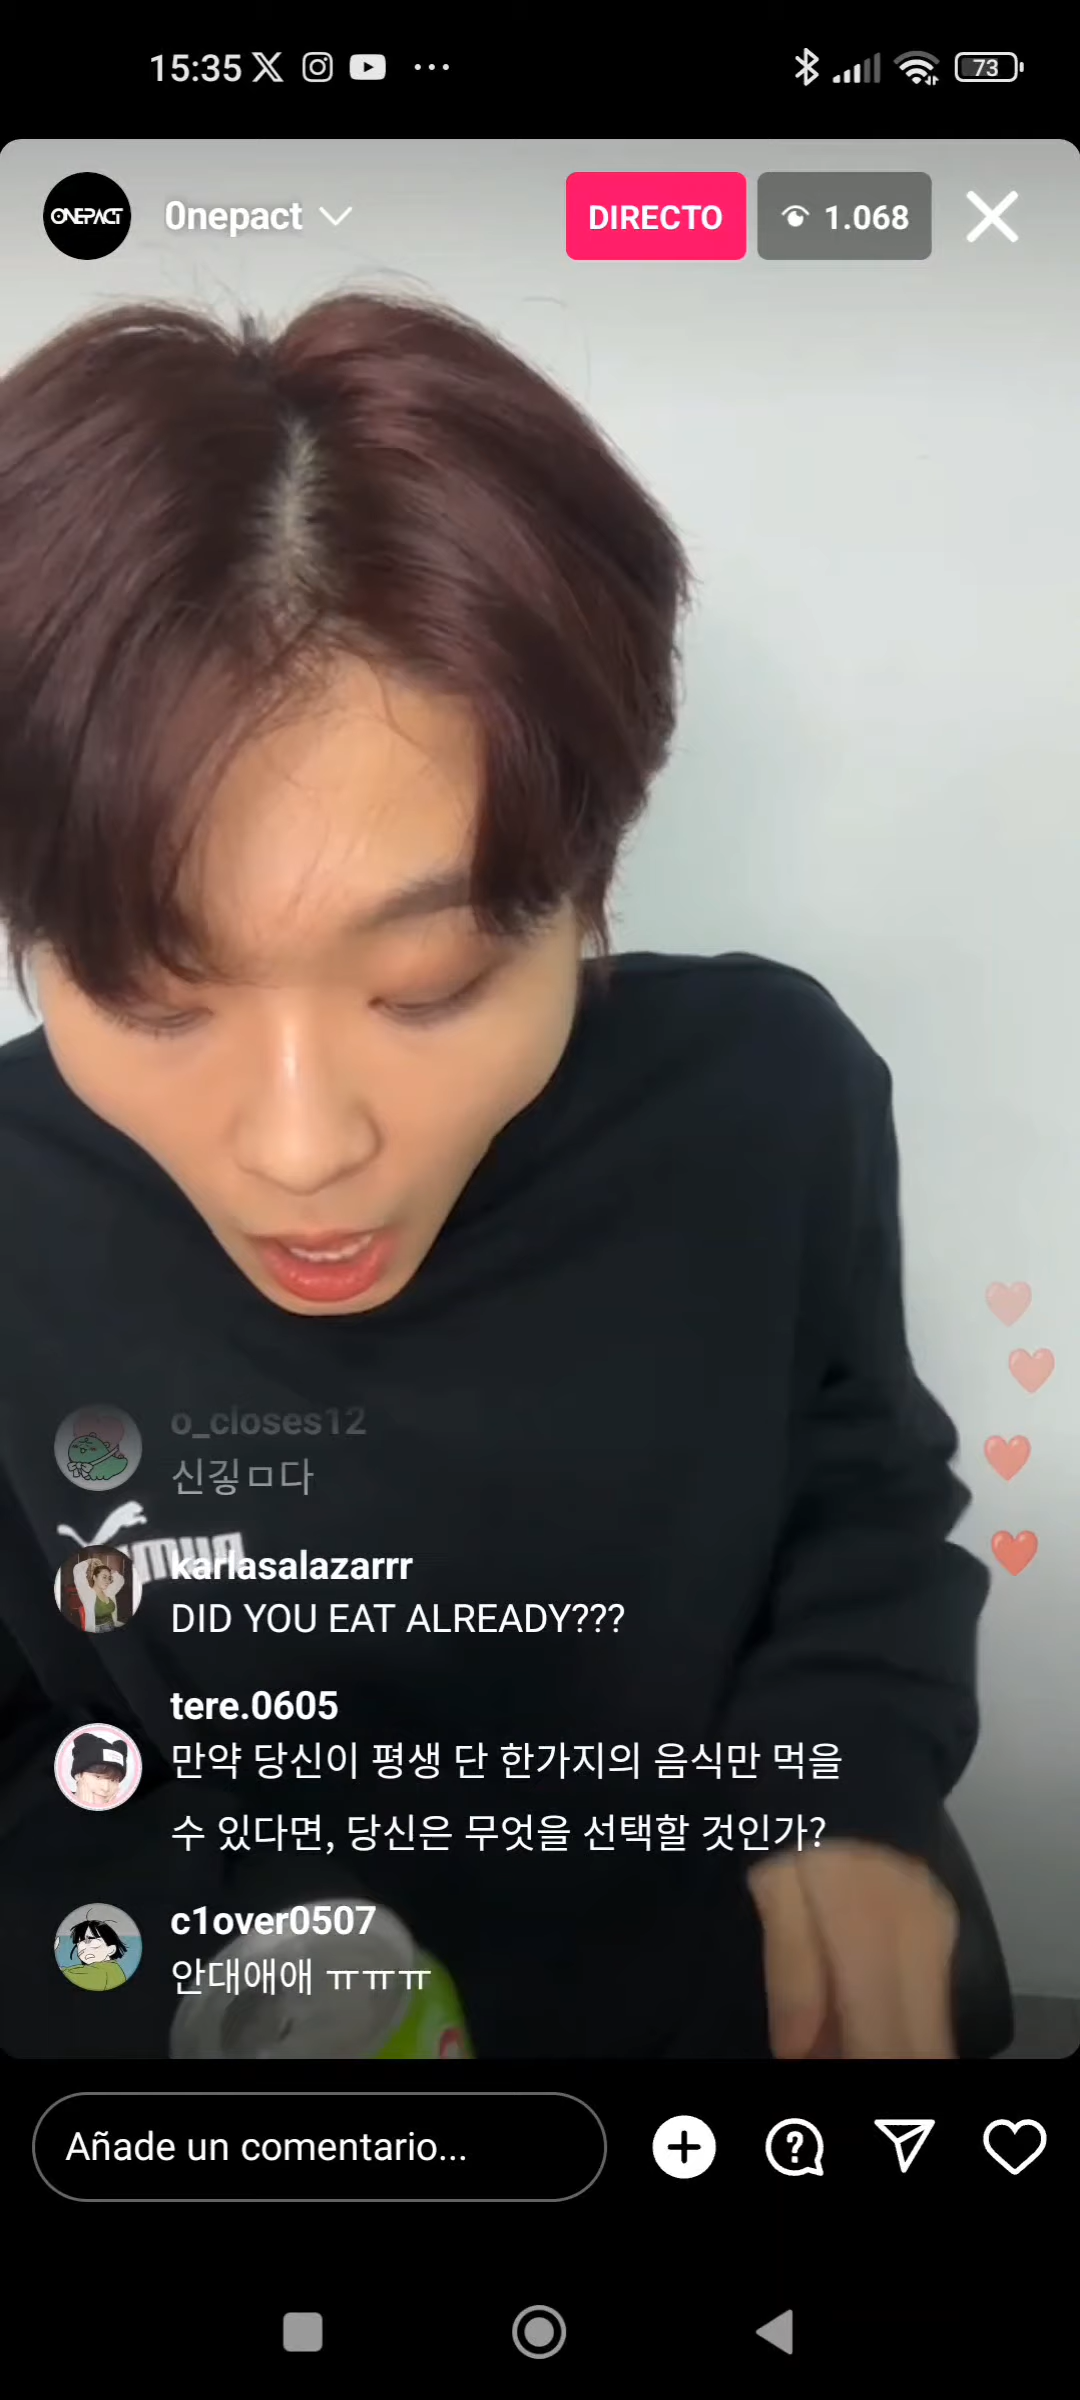 15:35
73
ONEPACT
0nepact
DIRECTO
1.068
o_closes12
신깋ㅁ다
karlasalazarrr
DID YOU EAT ALREADY???
tere.0605
만약 당신이 평생 단 한가지의 음식만 먹을
수 있다면, 당신은 무엇을 선택할 것인가?
c1over0507
안대애애 ㅠㅠㅠ
Añade un comentario...